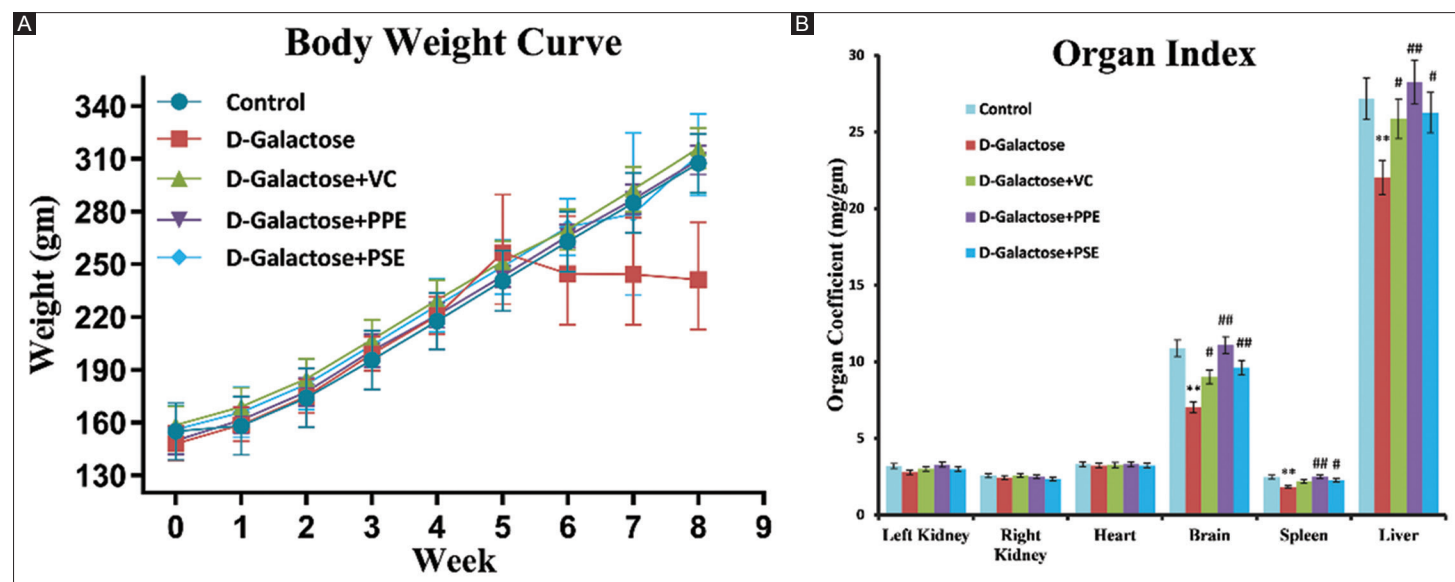 A
Body Weight Curve
Weight (gm)
340
310
280
250
220
190
160
130
Control
D-Galactose
D-Galactose+VC
D-Galactose+PPE
D-Galactose+PSE
0 1 2 3 4 5 6 7 8 9
Week
B
Organ Index
Organ Coefficient (mg/gm)
30
25
20
15
10
5
0
Control
D-Galactose
D-Galactose+VC
D-Galactose+PPE
D-Galactose+PSE
** # ## ##
** ## #
** # ## #
Left Kidney
Right
Kidney
Heart
Brain
Spleen
Liver